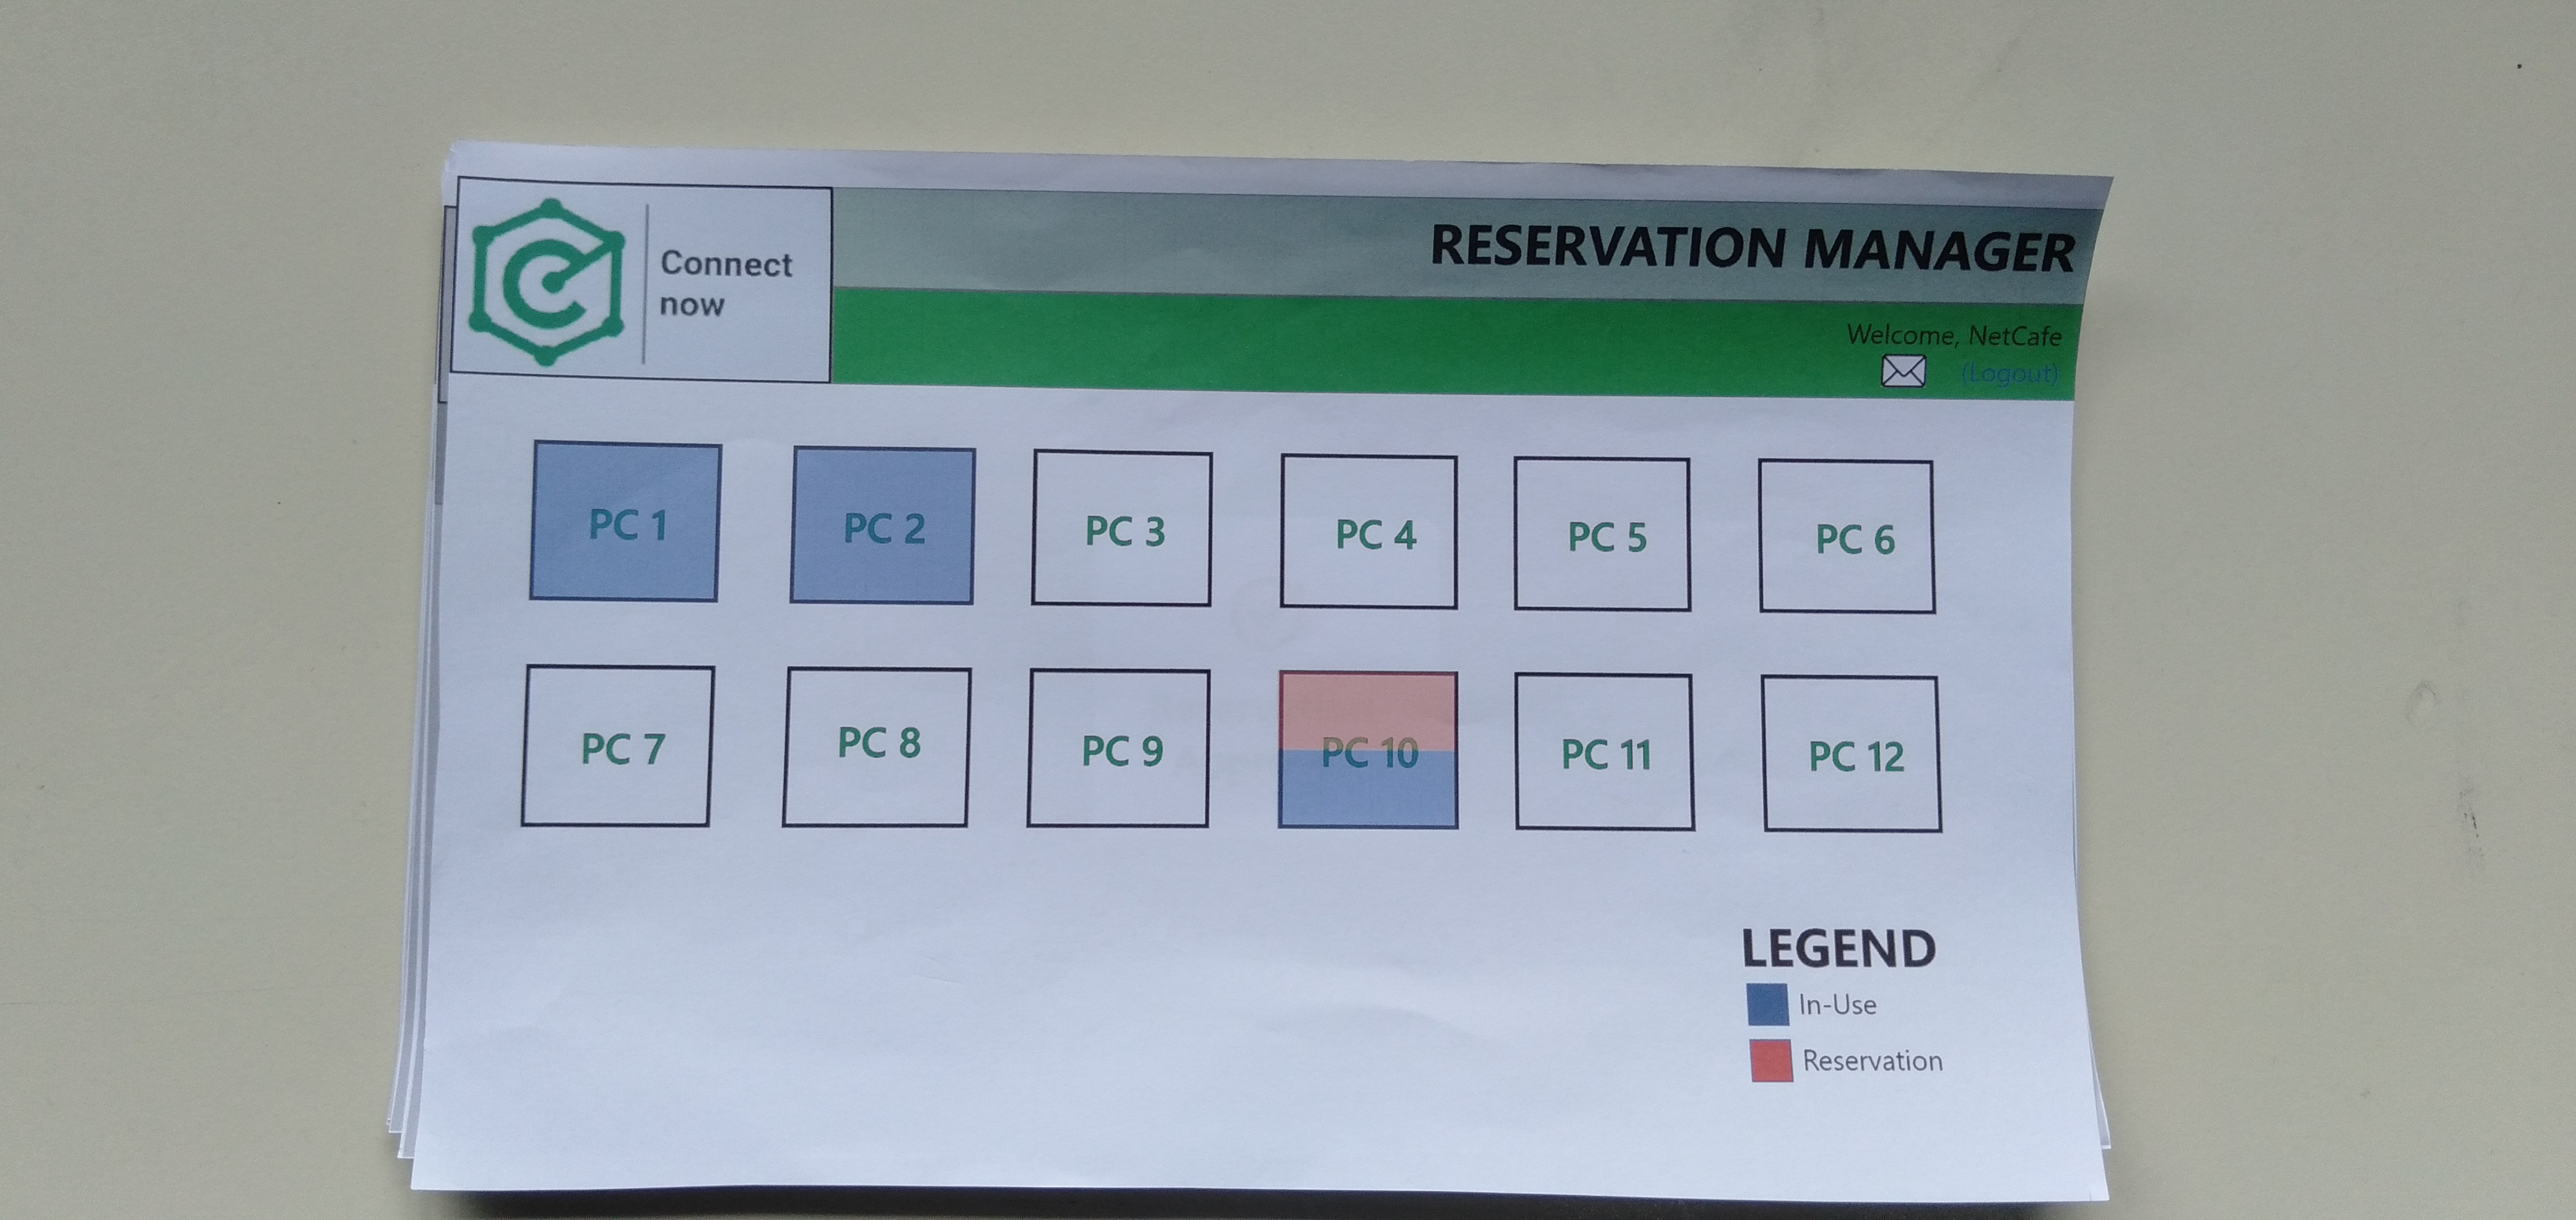 Connect
now
RESERVATION MANAGER
Welcome, NetCafe
(Logout)
PC 1
PC 2
PC 3
PC 4
PC 5
PC 6
PC 7
PC 8
PC 9
PC 10
PC 11
PC 12
LEGEND
In-Use
Reservation